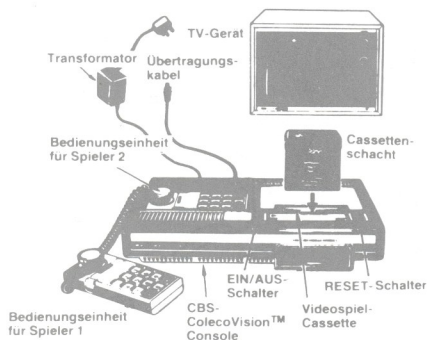 TV-Gerät
Transformator
Übertragungs-
kabel
Bedienungseinheit
für Spieler 2
Cassetten-
schacht
EIN/AUS-
Schalter
RESET-Schalter
CBS-
ColecoVision™
Console
Videospiel-
Cassette
Bedienungseinheit
für Spieler 1